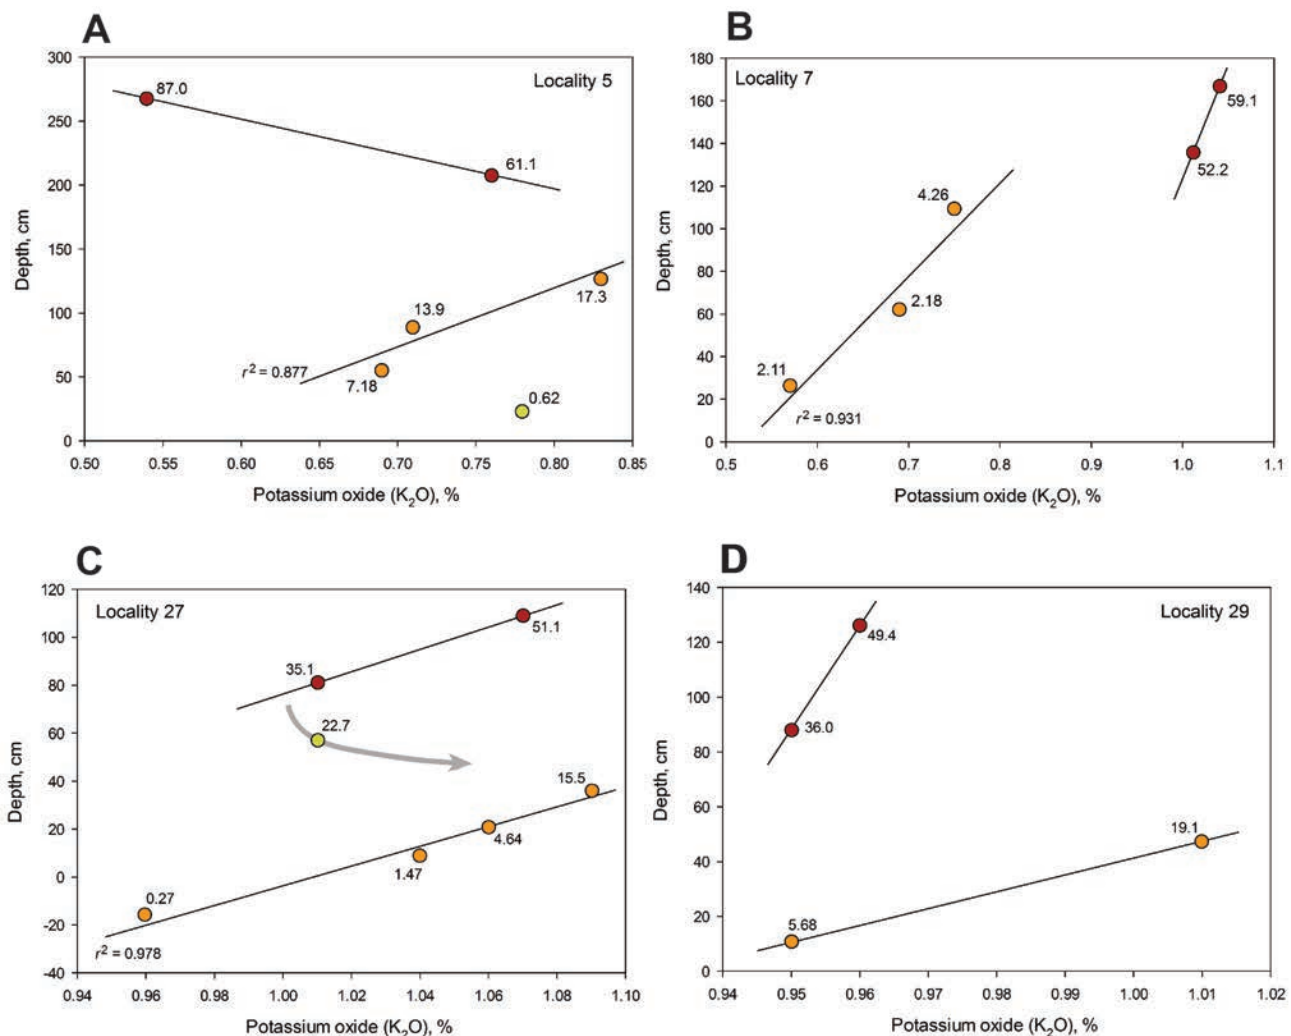 A
300
87.0
Locality 5
250
200
61.1
Depth, cm
150
13.9
100
17.3
r² = 0.877
50
7.18
0.62
0
0.50 0.55 0.60 0.65 0.70 0.75 0.80 0.85
Potassium oxide (K₂O), %
B
180
Locality 7
160
59.1
140
52.2
120
4.26
Depth, cm
100
80
2.18
60
40
2.11
20
r² = 0.931
0
0.5 0.6 0.7 0.8 0.9 1.0 1.1
Potassium oxide (K₂O), %
C
120
Locality 27
100
51.1
35.1
80
22.7
60
Depth, cm
40
15.5
20
4.64
1.47
0
0.27
-20
r² = 0.978
-40
0.94 0.96 0.98 1.00 1.02 1.04 1.06 1.08 1.10
Potassium oxide (K₂O), %
D
140
Locality 29
120
49.4
100
36.0
80
Depth, cm
60
19.1
40
20
5.68
0
0.94 0.95 0.96 0.97 0.98 0.99 1.00 1.01 1.02
Potassium oxide (K₂O), %